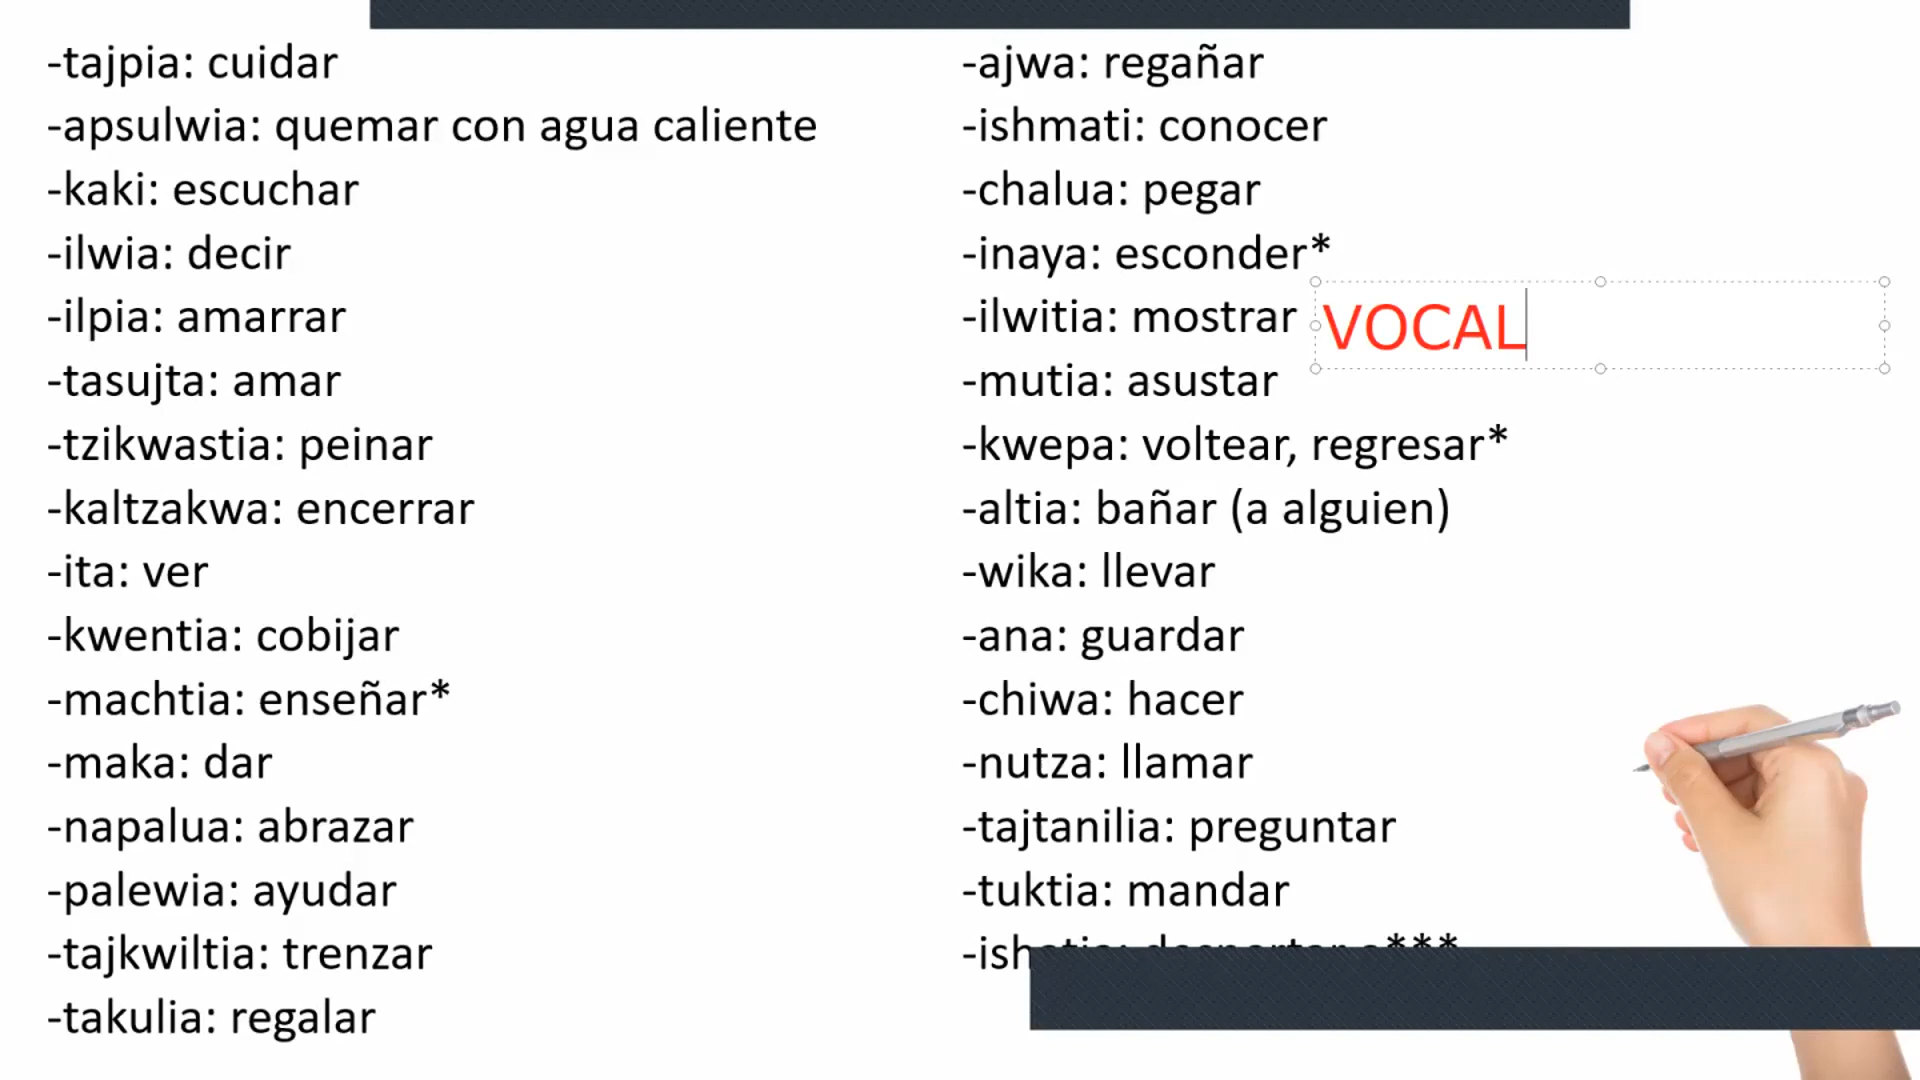 -tajpia: cuidar
-apsulwia: quemar con agua caliente
-kaki: escuchar
-ilwia: decir
-ilpia: amarrar
-tasujta: amar
-tzikwastia: peinar
-kaltzakwa: encerrar
-ita: ver
-kwentia: cobijar
-machtia: enseñar*
-maka: dar
-napalua: abrazar
-palewia: ayudar
-tajkwiltia: trenzar
-takulia: regalar
-ajwa: regañar
-ishmati: conocer
-chalua: pegar
-inaya: esconder*
-ilwitia: mostrar
VOCAL
-mutia: asustar
-kwepa: voltear, regresar*
-altia: bañar (a alguien)
-wika: llevar
-ana: guardar
-chiwa: hacer
-nutza: llamar
-tajtanilia: preguntar
-tuktia: mandar